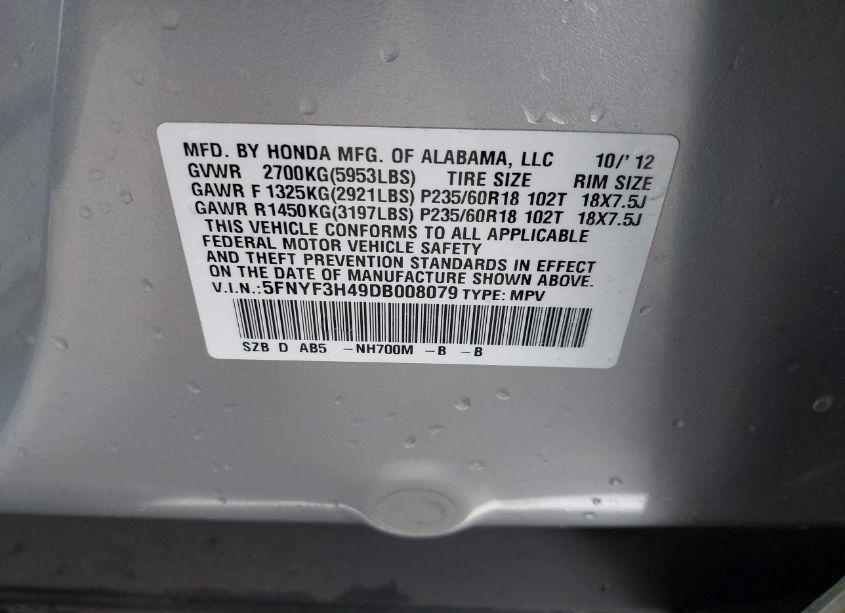 MFD. BY HONDA MFG. OF ALABAMA, LLC 10/'12
GVWR 2700KG(5953LBS) TIRE SIZE RIM SIZE
GAWR F 1325KG(2921LBS) P235/60R18 102T 18X7.5J
GAWR R1450KG(3197LBS) P235/60R18 102T 18X7.5J
THIS VEHICLE CONFORMS TO ALL APPLICABLE
FEDERAL MOTOR VEHICLE SAFETY
AND THEFT PREVENTION STANDARDS IN EFFECT
ON THE DATE OF MANUFACTURE SHOWN ABOVE.
V.I.N.:5FNYF3H49DB008079 TYPE: MPV
SZB D AB5 -NH700M -B -B